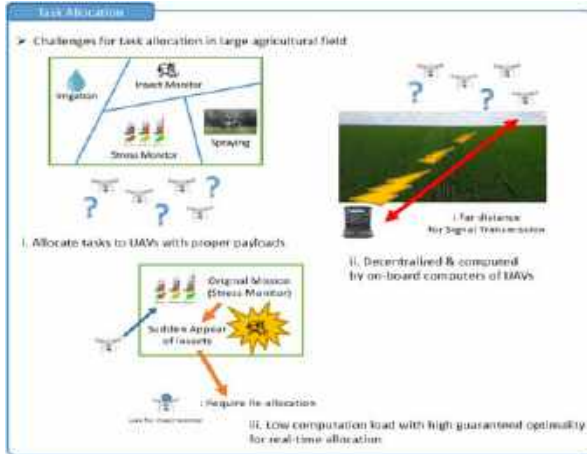 Task Allocation
➤ Challenges for task allocation in large agricultural field
Irrigation
Insect Monitor
Stress Monitor
Spraying
?
?
?
?
i. Allocate tasks to UAVs with proper payloads
: Far distance
for Signal Transmission
ii. Decentralized & computed
by on-board computers of UAVs
Original Mission
(Stress Monitor)
Sudden Appear
of Insects
: Require Re-allocation
iii. Low computation load with high guaranteed optimality
for real-time allocation